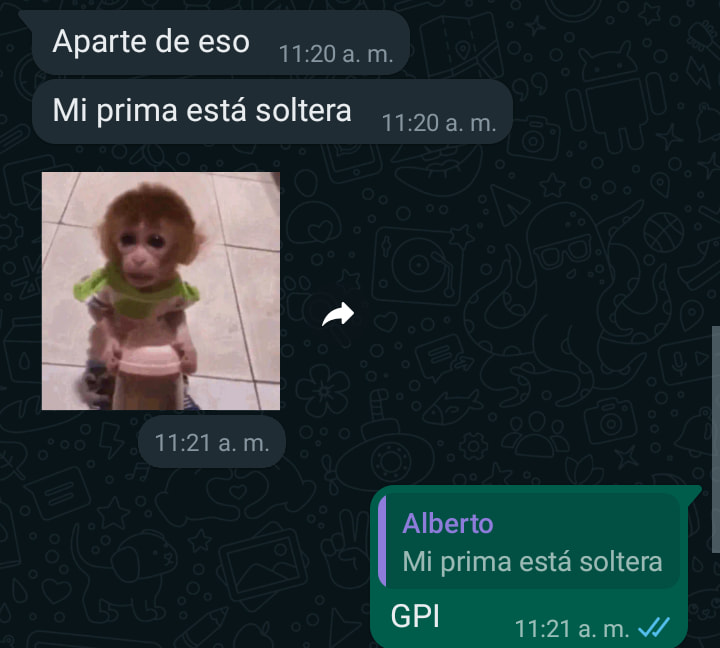 Aparte de eso 11:20 a. m.
Mi prima está soltera 11:20 a. m.
11:21 a. m.
Alberto
Mi prima está soltera
GPI 11:21 a. m.